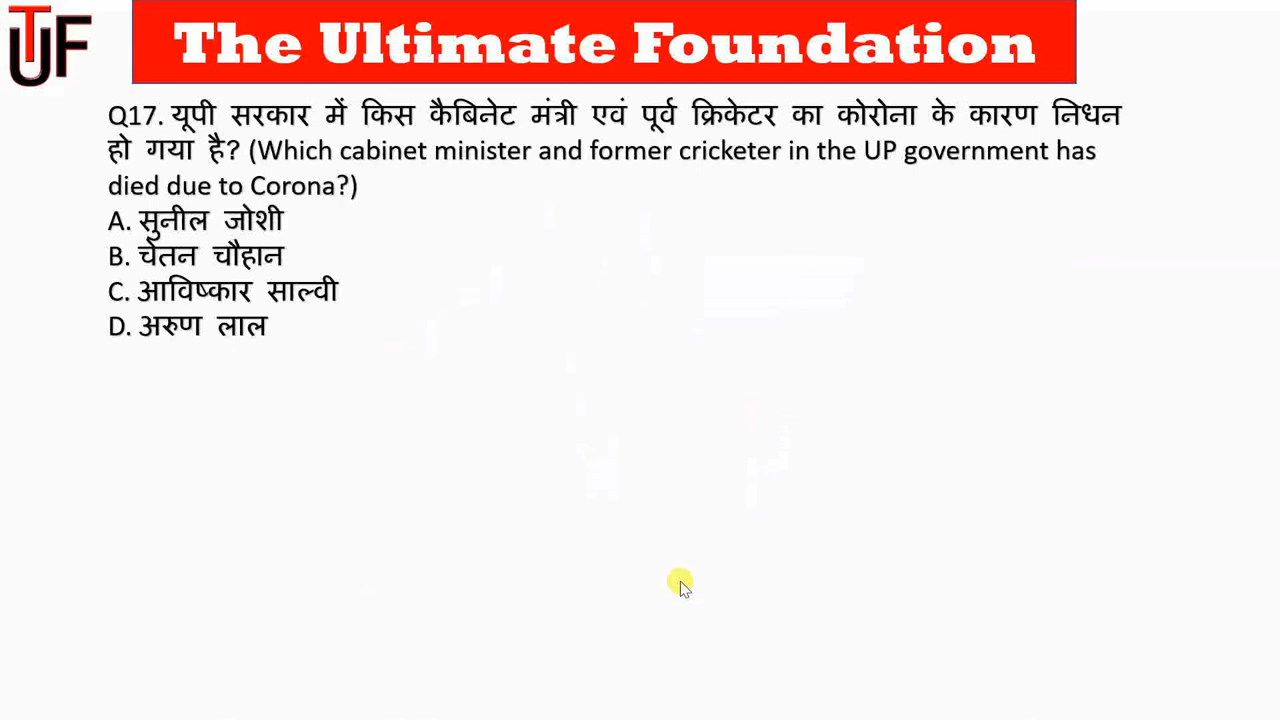 TUF
The Ultimate Foundation
Q17. यूपी सरकार में किस कैबिनेट मंत्री एवं पूर्व क्रिकेटर का कोरोना के कारण निधन
हो गया है? (Which cabinet minister and former cricketer in the UP government has
died due to Corona?)
A. सुनील जोशी
B. चेतन चौहान
C. आविष्कार साल्वी
D. अरुण लाल